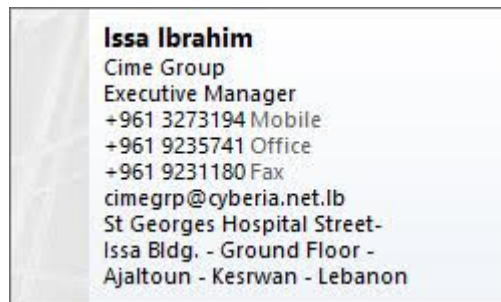 Issa Ibrahim
Cime Group
Executive Manager
+961 3273194 Mobile
+961 9235741 Office
+961 9231180 Fax
cimegrp@cyberia.net.lb
St Georges Hospital Street-
Issa Bldg. - Ground Floor -
Ajaltoun - Kesrwan - Lebanon